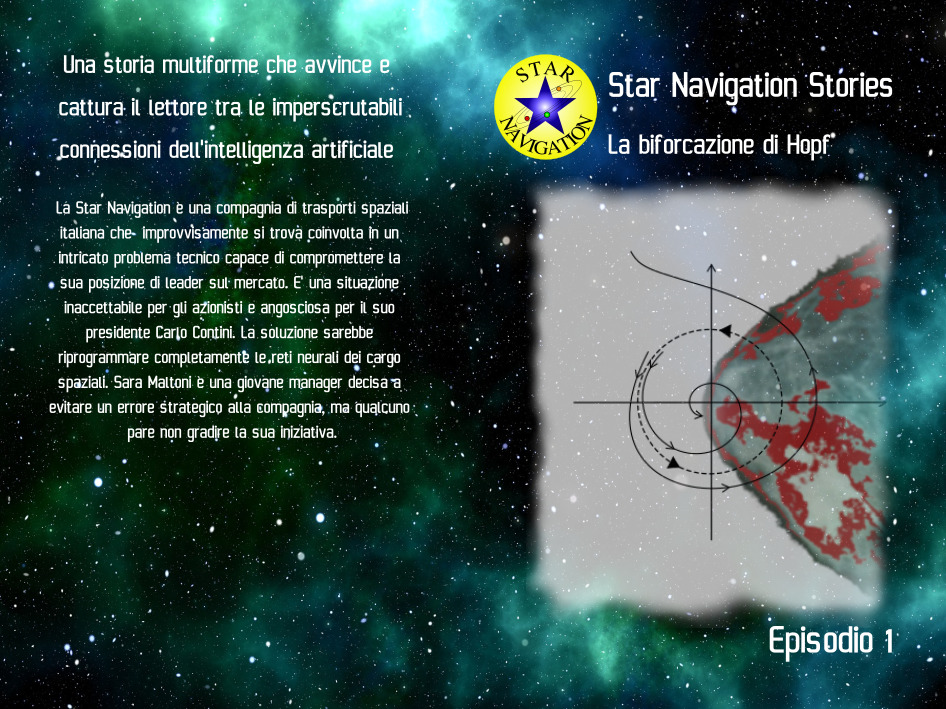 Una storia multiforme che avvince e
cattura il lettore tra le imperscrutabili
connessioni dell'intelligenza artificiale
La Star Navigation è una compagnia di trasporti spaziali
italiana che improvvisamente si trova coinvolta in un
intricato problema tecnico capace di compromettere la
sua posizione di leader sul mercato. E' una situazione
inaccettabile per gli azionisti e angosciosa per il suo
presidente Carlo Contini. La soluzione sarebbe
riprogrammare completamente le reti neurali dei cargo
spaziali. Sara Maltoni è una giovane manager decisa a
evitare un errore strategico alla compagnia, ma qualcuno
pare non gradire la sua iniziativa.
STAR
NAVIGATION
Star Navigation Stories
La biforcazione di Hopf
Episodio 1